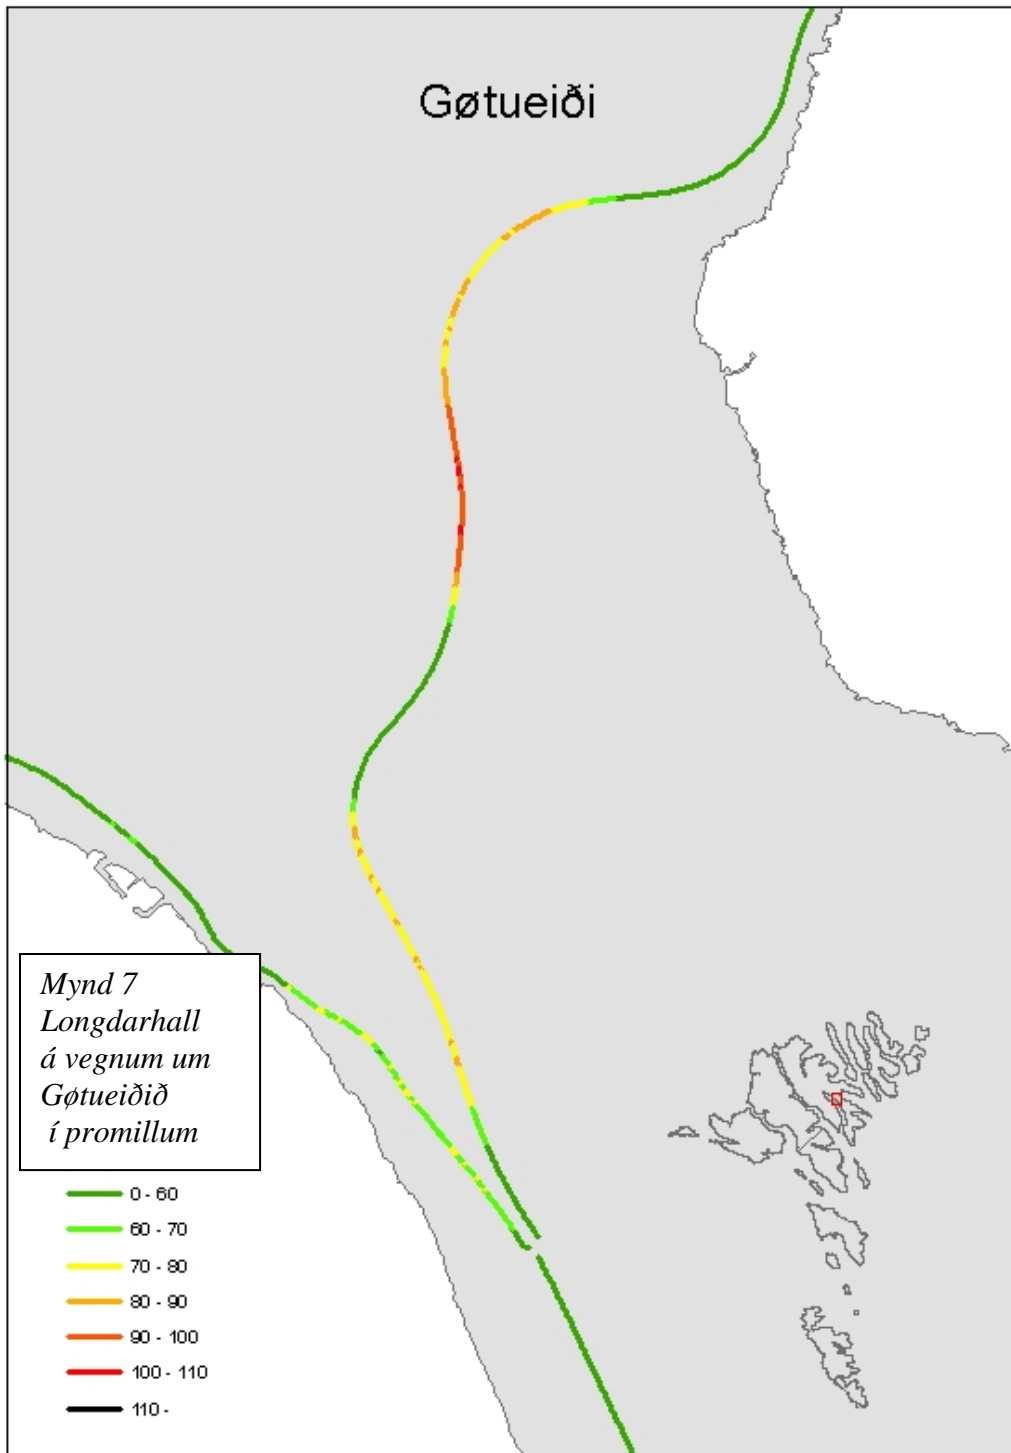 Gøtueiði
Mynd 7
Longdarhall
á vegnum um
Gøtueiðið
í promillum
0 - 60
60 - 70
70 - 80
80 - 90
90 - 100
100 - 110
110 -